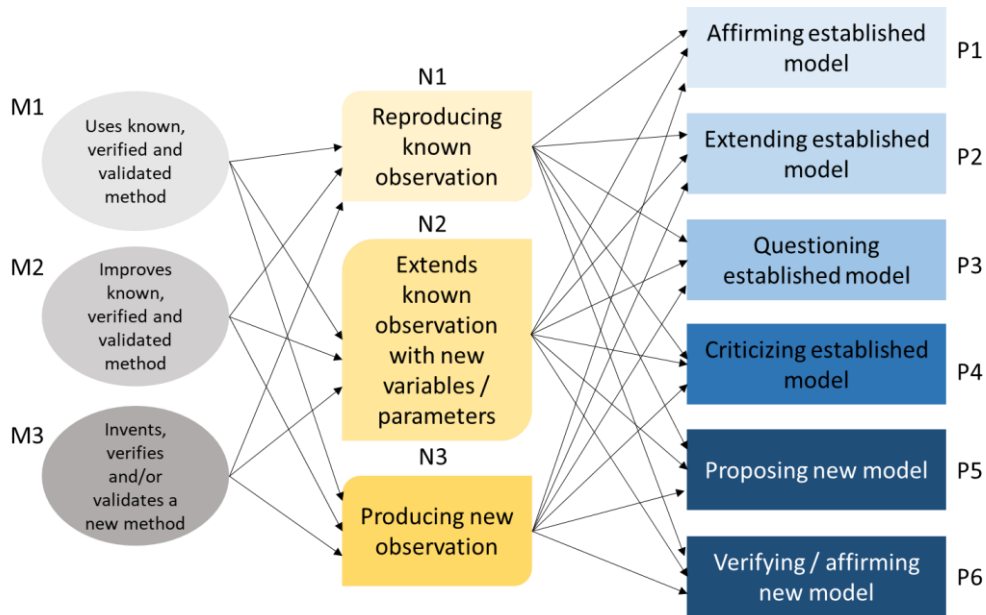 M1
Uses known,
verified and
validated
method
M2
Improves
known,
verified and
validated
method
M3
Invents,
verifies
and/or
validates a
new method
N1
Reproducing
known
observation
N2
Extends
known
observation
with new
variables /
parameters
N3
Producing new
observation
Affirming established
model
P1
Extending established
model
P2
Questioning
established model
P3
Criticizing established
model
P4
Proposing new model
P5
Verifying / affirming
new model
P6